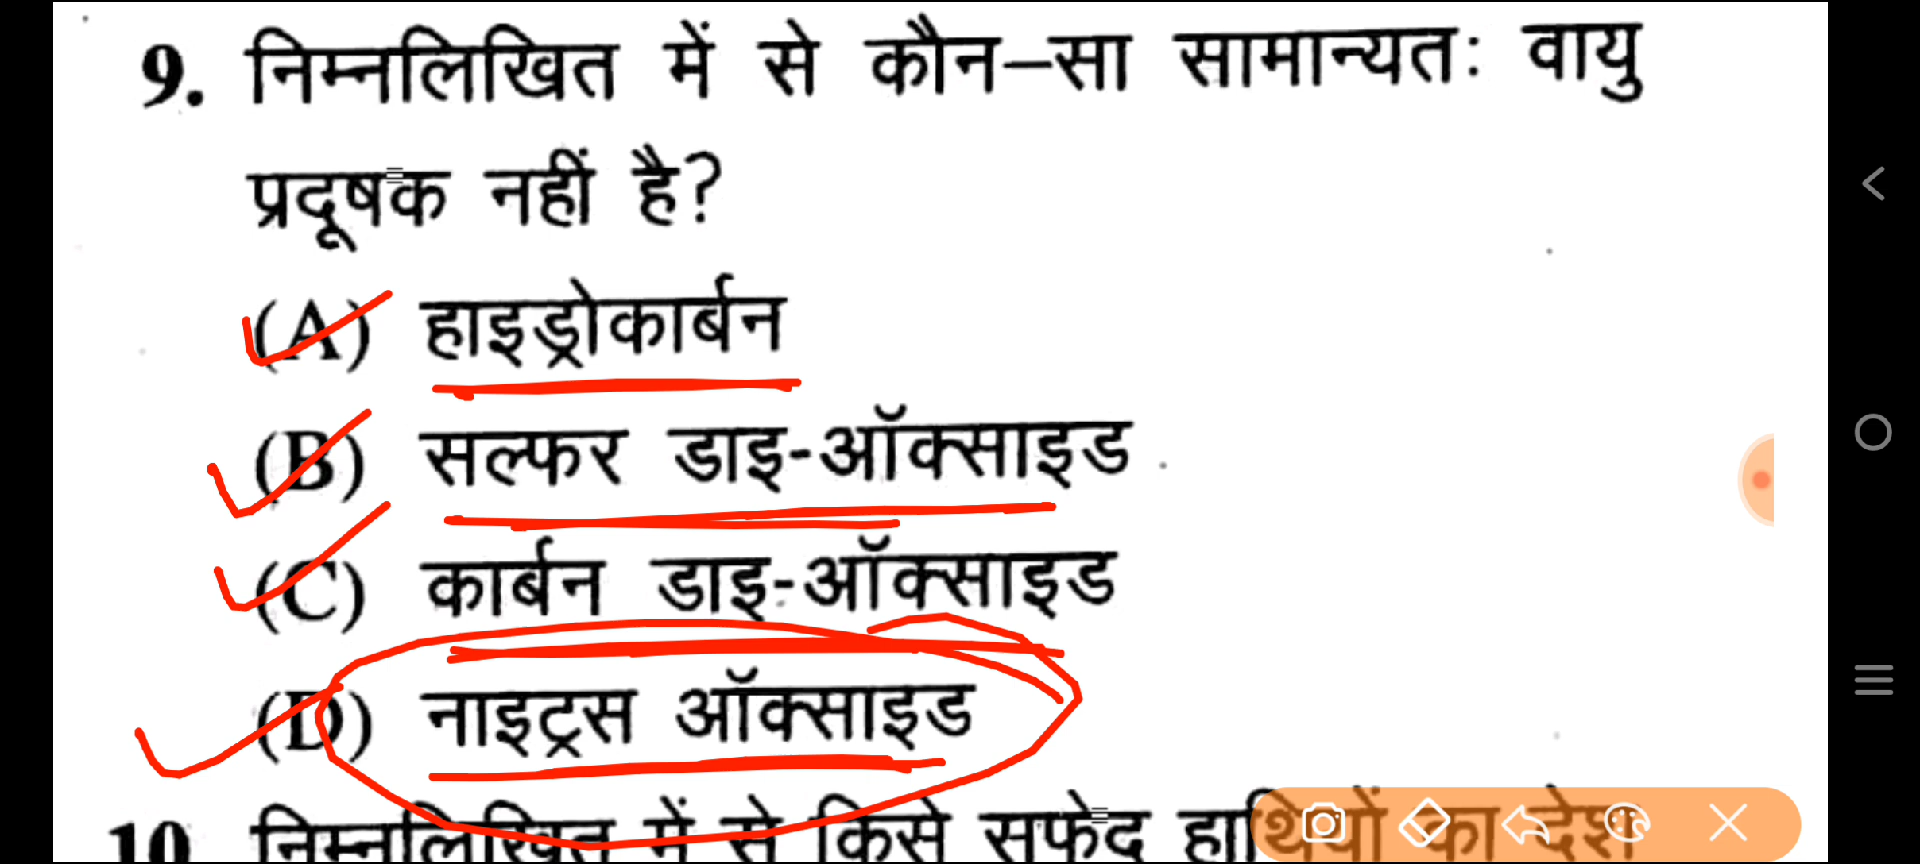 9. निम्नलिखित में से कौन–सा सामान्यतः वायु
प्रदूषक नहीं है?
(A) हाइड्रोकार्बन
(B) सल्फर डाइ-ऑक्साइड
(C) कार्बन डाइ-ऑक्साइड
(D) नाइट्रस ऑक्साइड
10 निम्नलिखित में से किसे सफेद हाथियों का देश